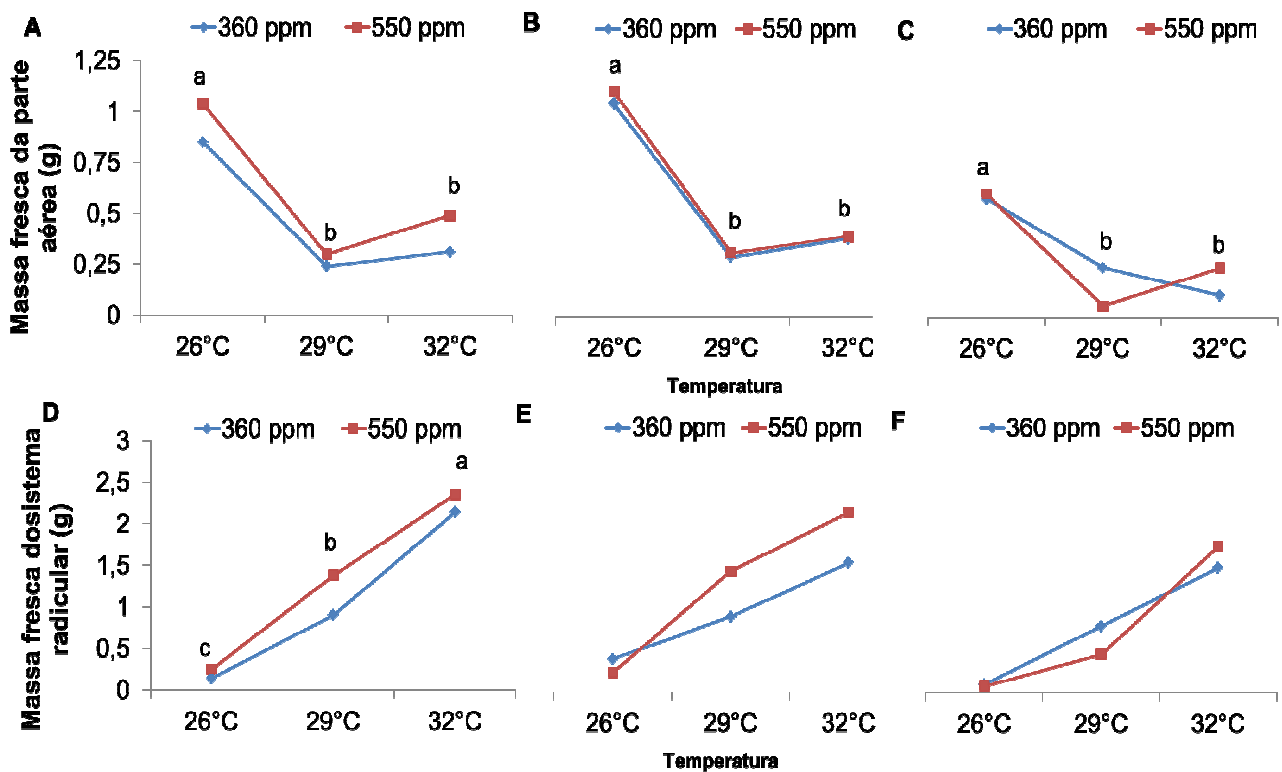 A
360 ppm 550 ppm
Massa fresca da parte
aérea (g)
1,25
1
0,75
0,5
0,25
0
a
b
b
26°C 29°C 32°C
B
360 ppm 550 ppm
a
b
b
26°C 29°C 32°C
Temperatura
C
360 ppm 550 ppm
a
b
b
26°C 29°C 32°C
D
360 ppm 550 ppm
Massa fresca dosistema
radicular (g)
3
2,5
2
1,5
1
0,5
0
c
b
a
26°C 29°C 32°C
E
360 ppm 550 ppm
26°C 29°C 32°C
Temperatura
F
360 ppm 550 ppm
26°C 29°C 32°C